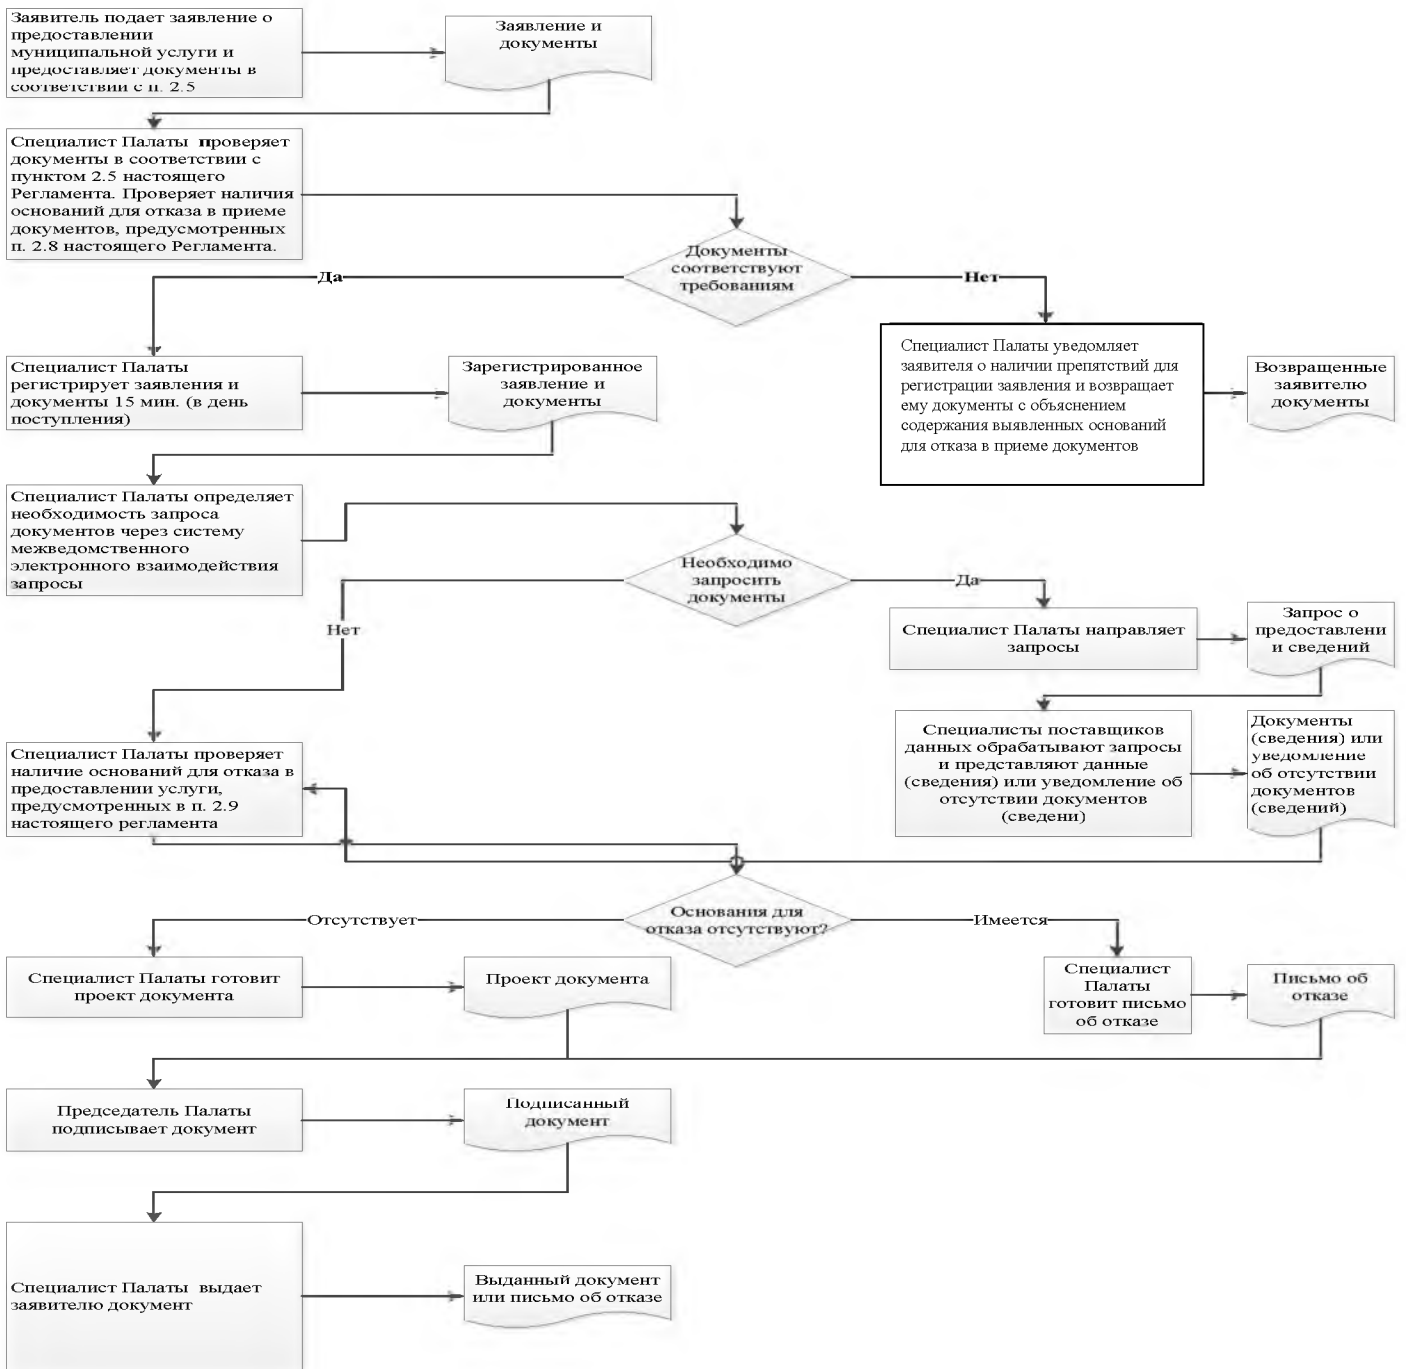 Заявитель подает заявление о
предоставлении
муниципальной услуги и
предоставляет документы в
соответствии с п. 2.5
Заявление и
документы
Специалист Палаты проверяет
документы в соответствии с
пунктом 2.5 настоящего
Регламента. Проверяет наличия
оснований для отказа в приеме
документов, предусмотренных
п. 2.8 настоящего Регламента.
Документы
соответствуют
требованиям
Да
Нет
Специалист Палаты
регистрирует заявления и
документы 15 мин. (в день
поступления)
Зарегистрированное
заявление и
документы
Специалист Палаты уведомляет
заявителя о наличии препятствий для
регистрации заявления и возвращает
ему документы с объяснением
содержания выявленных оснований
для отказа в приеме документов
Возвращенные
заявителю
документы
Специалист Палаты определяет
необходимость запроса
документов через систему
межведомственного
электронного взаимодействия
запросы
Необходимо
запросить
документы
Да
Нет
Специалист Палаты направляет
запросы
Запрос о
предоставлени
и сведений
Специалист Палаты проверяет
наличие оснований для отказа в
предоставлении услуги,
предусмотренных в п. 2.9
настоящего регламента
Специалисты поставщиков
данных обрабатывают запросы
и представляют данные
(сведения) или уведомление об
отсутствии документов
(сведени)
Документы
(сведения) или
уведомление
об отсутствии
документов
(сведений)
Основания для
отказа отсутствуют?
Отсутствует
Имеется
Специалист Палаты готовит
проект документа
Проект документа
Специалист
Палаты
готовит письмо
об отказе
Письмо об
отказе
Председатель Палаты
подписывает документ
Подписанный
документ
Специалист Палаты выдает
заявителю документ
Выданный документ
или письмо об отказе